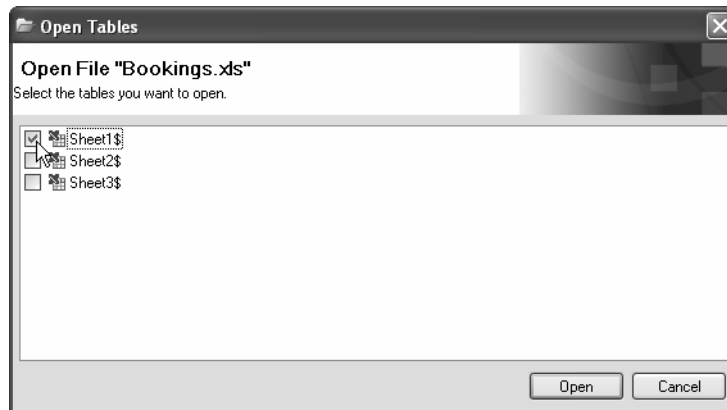 Open Tables
Open File "Bookings.xls"
Select the tables you want to open.
Sheet1$
Sheet2$
Sheet3$
Open Cancel